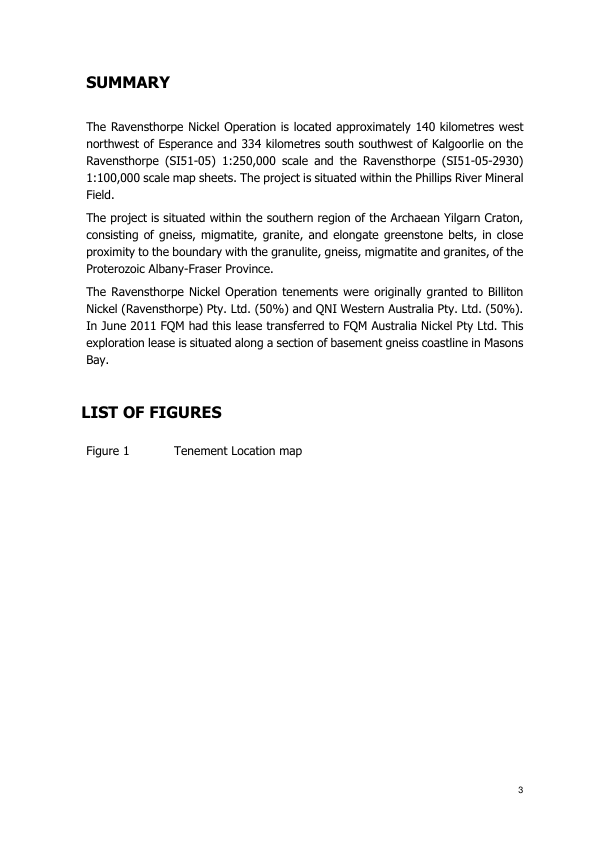 SUMMARY
The Ravensthorpe Nickel Operation is located approximately 140 kilometres west
northwest of Esperance and 334 kilometres south southwest of Kalgoorlie on the
Ravensthorpe (SI51-05) 1:250,000 scale and the Ravensthorpe (SI51-05-2930)
1:100,000 scale map sheets. The project is situated within the Phillips River Mineral
Field.
The project is situated within the southern region of the Archaean Yilgarn Craton,
consisting of gneiss, migmatite, granite, and elongate greenstone belts, in close
proximity to the boundary with the granulite, gneiss, migmatite and granites, of the
Proterozoic Albany-Fraser Province.
The Ravensthorpe Nickel Operation tenements were originally granted to Billiton
Nickel (Ravensthorpe) Pty. Ltd. (50%) and QNI Western Australia Pty. Ltd. (50%).
In June 2011 FQM had this lease transferred to FQM Australia Nickel Pty Ltd. This
exploration lease is situated along a section of basement gneiss coastline in Masons
Bay.
LIST OF FIGURES
Figure 1 Tenement Location map
3